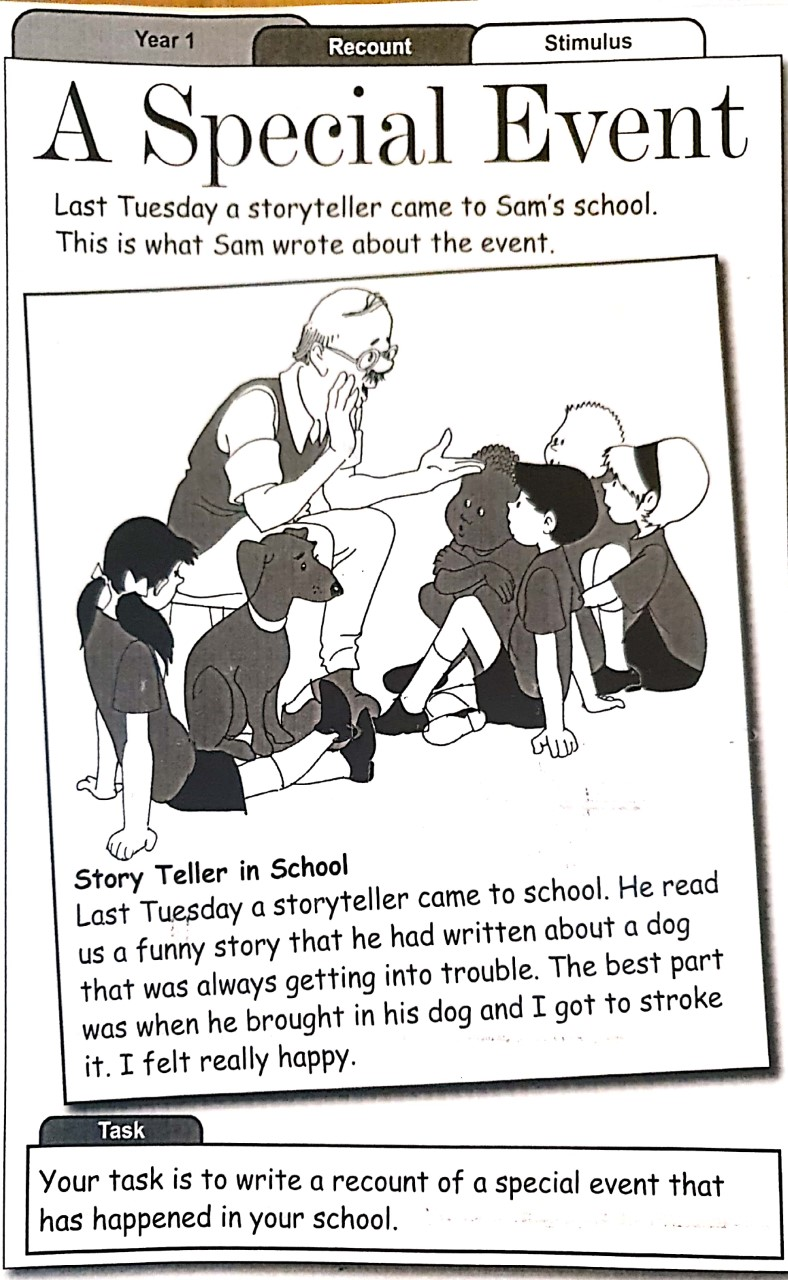 Year 1
Recount
Stimulus
A Special Event
Last Tuesday a storyteller came to Sam's school.
This is what Sam wrote about the event.
Story Teller in School
Last Tuesday a storyteller came to school. He read
us a funny story that he had written about a dog
that was always getting into trouble. The best part
was when he brought in his dog and I got to stroke
it. I felt really happy.
Task
Your task is to write a recount of a special event that
has happened in your school.